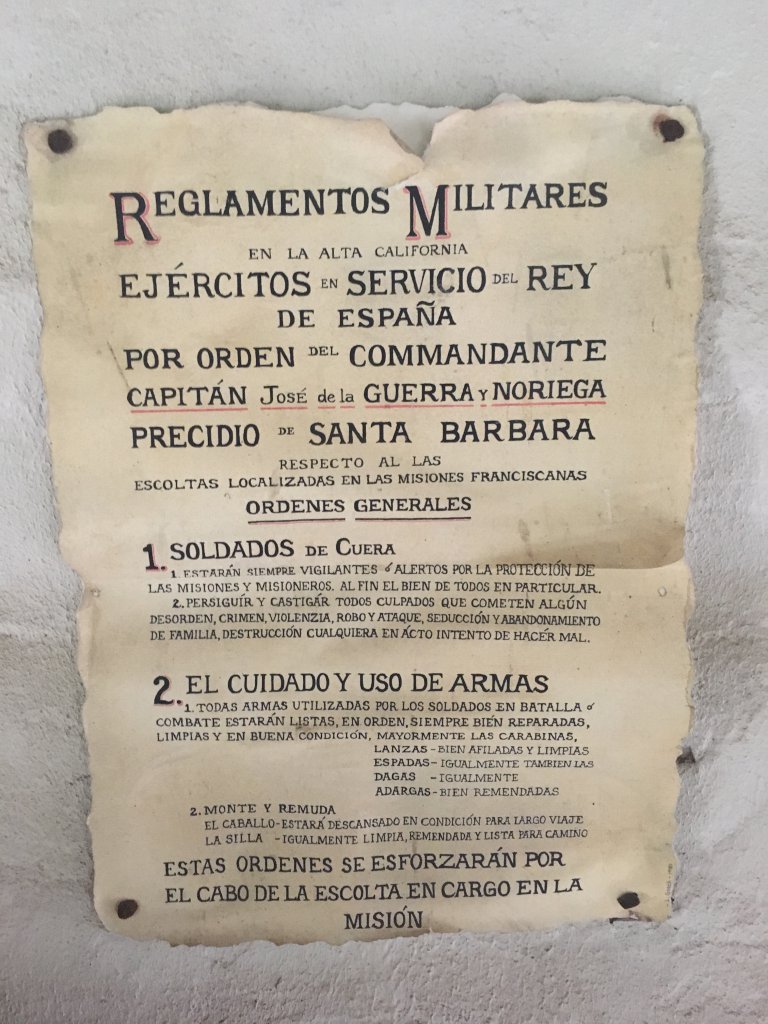 REGLAMENTOS MILITARES
EN LA ALTA CALIFORNIA
EJÉRCITOS EN SERVICIO DEL REY
DE ESPAÑA
POR ORDEN DEL COMMANDANTE
CAPITÁN José de la GUERRA Y NORIEGA
PRECIDIO DE SANTA BARBARA
RESPECTO AL LAS
ESCOLTAS LOCALIZADAS EN LAS MISIONES FRANCISCANAS
ORDENES GENERALES
1. SOLDADOS DE CUERA
1. ESTARÁN SIEMPRE VIGILANTES ó ALERTOS POR LA PROTECCIÓN DE
LAS MISIONES Y MISIONEROS. AL FIN EL BIEN DE TODOS EN PARTICULAR.
2. PERSIGUÍR Y CASTIGÁR TODOS CULPADOS QUE COMETEN ALGÚN
DESORDEN, CRIMEN, VIOLENZIA, ROBO Y ATAQUE, SEDUCCIÓN Y ABANDONAMIENTO
DE FAMILIA, DESTRUCCIÓN CUALQUIERA EN ACTO INTENTO DE HACER MAL.
2. EL CUIDADO Y USO DE ARMAS
1. TODAS ARMAS UTILIZADAS POR LOS SOLDADOS EN BATALLA ó
COMBATE ESTARÁN LISTAS, EN ORDEN, SIEMPRE BIÉN REPARADAS,
LIMPIAS Y EN BUENA CONDICIÓN, MAYORMENTE LAS CARABINAS,
LANZAS - BIEN AFILADAS Y LIMPIAS
ESPADAS - IGUALMENTE TAMBIEN LAS
DAGAS - IGUALMENTE
ADARGAS - BIEN REMENDADAS
2. MONTE Y REMUDA
EL CABALLO - ESTARÁ DESCANSADO EN CONDICIÓN PARA LARGO VIAJE
LA SILLA - IGUALMENTE LIMPIA, REMENDADA Y LISTA PARA CAMINO
ESTAS ORDENES SE ESFORZARÁN POR
EL CABO DE LA ESCOLTA EN CARGO EN LA
MISIÓN